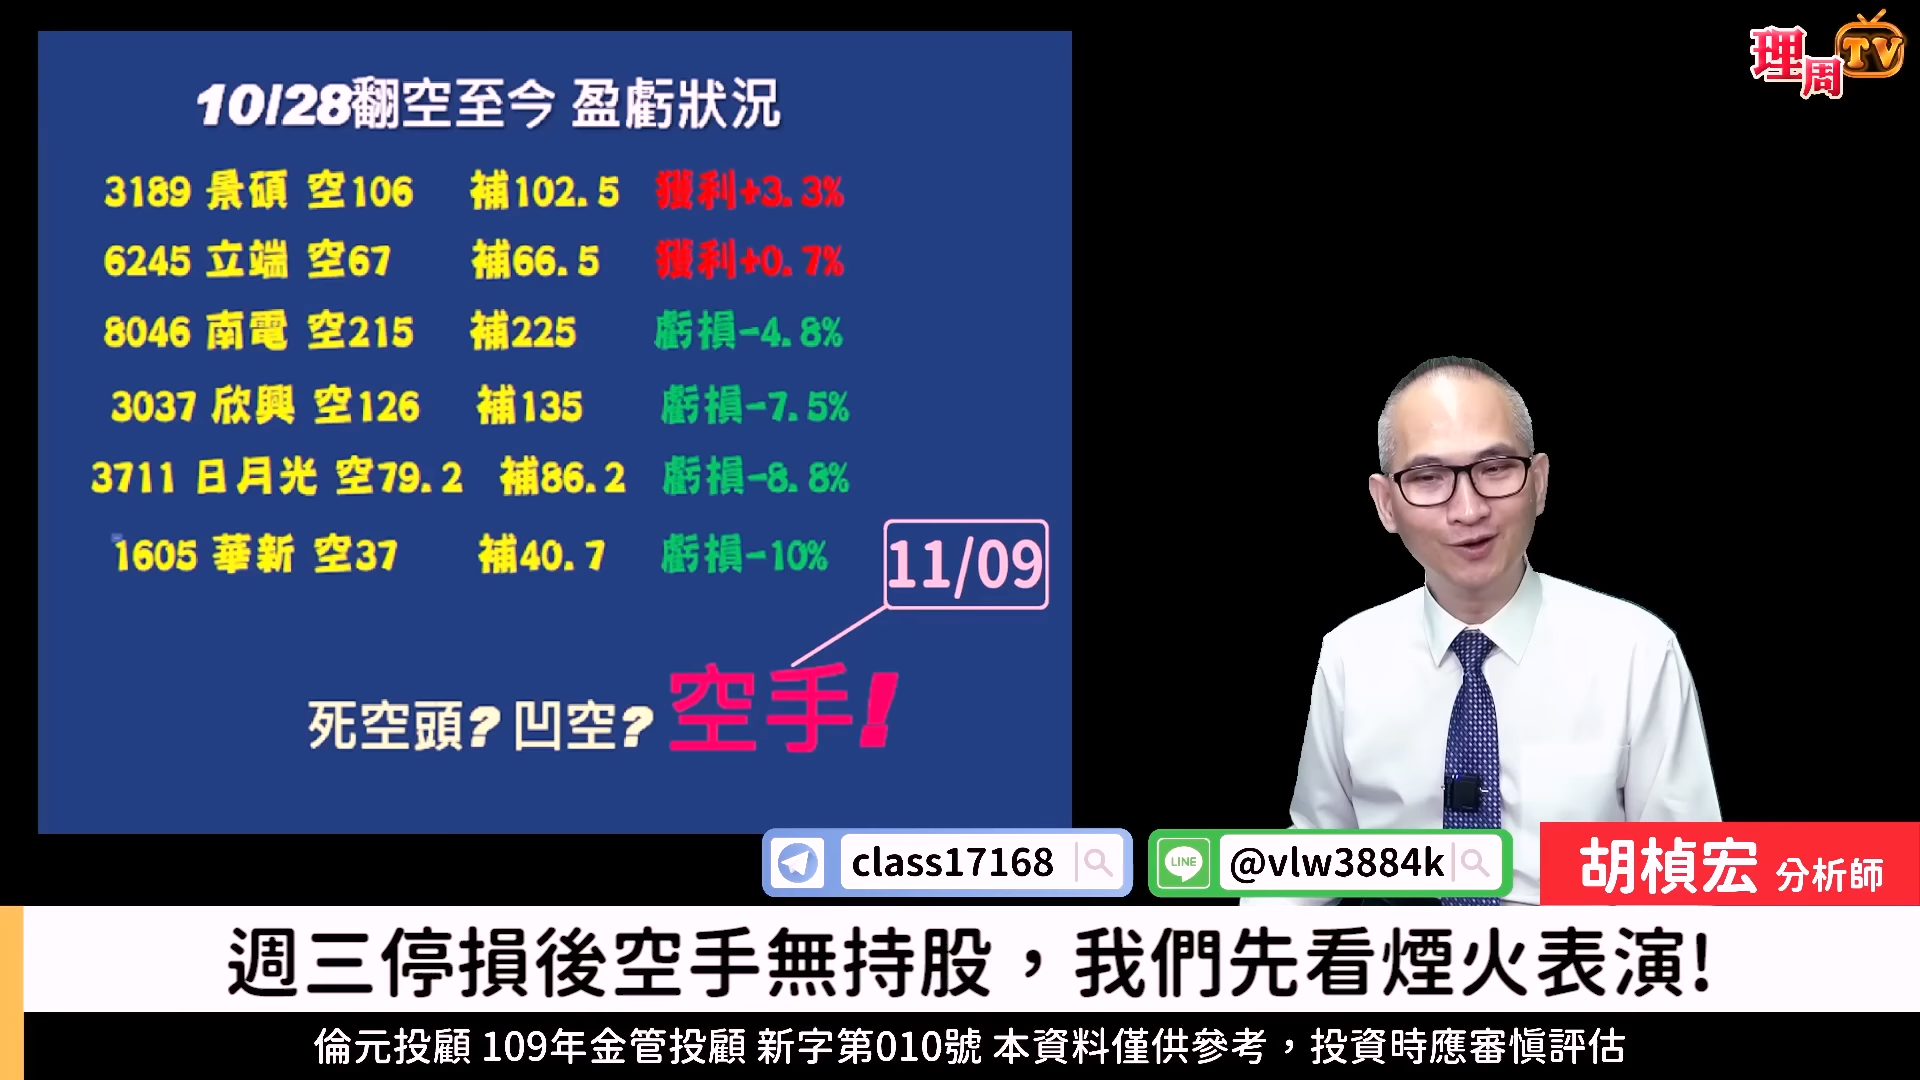 理周TV
10/28翻空至今 盈虧狀況
3189 景碩 空106 補102.5 獲利+3.3%
6245 立端 空67 補66.5 獲利+0.7%
8046 南電 空215 補225 虧損-4.8%
3037 欣興 空126 補135 虧損-7.5%
3711 日月光 空79.2 補86.2 虧損-8.8%
1605 華新 空37 補40.7 虧損-10%
11/09
死空頭? 凹空? 空手!
class17168
LINE @vlw3884k
胡楨宏 分析師
週三停損後空手無持股，我們先看煙火表演!
倫元投顧 109年金管投顧 新字第010號 本資料僅供參考，投資時應審慎評估